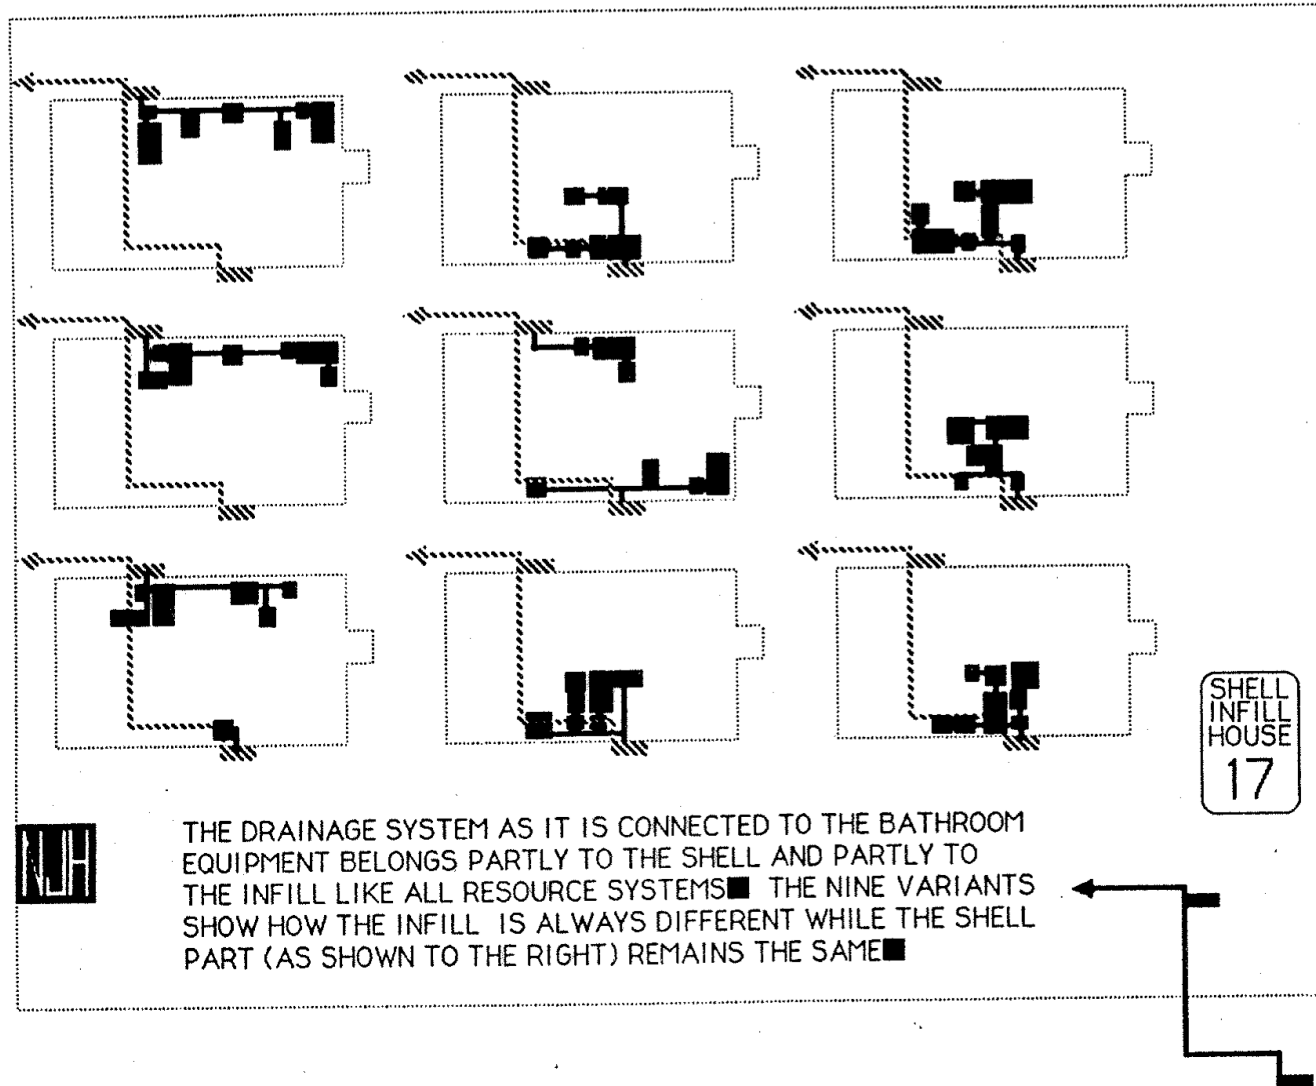 SHELL
INFILL
HOUSE
17
THE DRAINAGE SYSTEM AS IT IS CONNECTED TO THE BATHROOM
EQUIPMENT BELONGS PARTLY TO THE SHELL AND PARTLY TO
THE INFILL LIKE ALL RESOURCE SYSTEMS■ THE NINE VARIANTS
SHOW HOW THE INFILL IS ALWAYS DIFFERENT WHILE THE SHELL
PART (AS SHOWN TO THE RIGHT) REMAINS THE SAME■